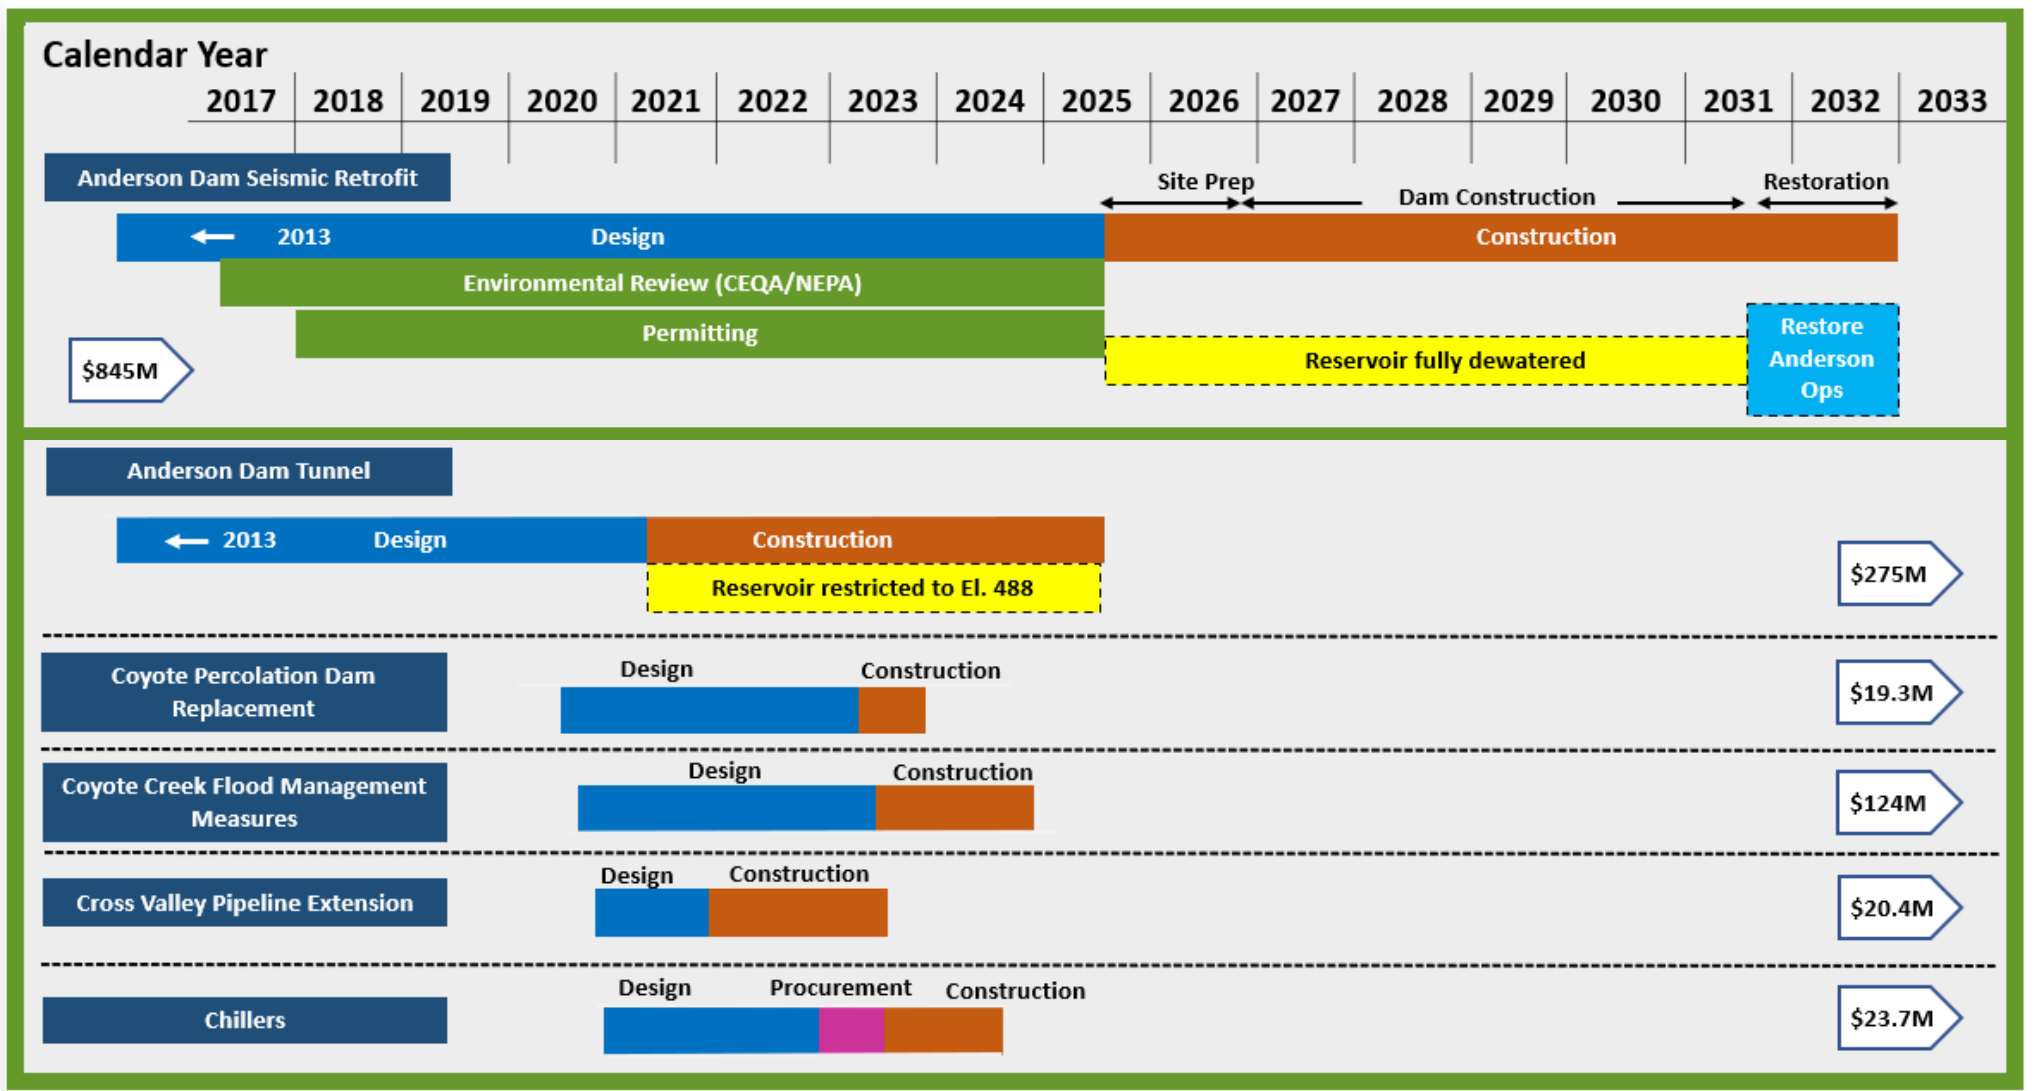 Calendar Year
2017 2018 2019 2020 2021 2022 2023 2024 2025 2026 2027 2028 2029 2030 2031 2032 2033
Anderson Dam Seismic Retrofit
Site Prep
Dam Construction
Restoration
2013 Design Construction
Environmental Review (CEQA/NEPA)
Permitting
$845M
Reservoir fully dewatered
Restore
Anderson
Ops
Anderson Dam Tunnel
2013 Design Construction
Reservoir restricted to El. 488
$275M
Coyote Percolation Dam
Replacement
Design Construction
$19.3M
Coyote Creek Flood Management
Measures
Design Construction
$124M
Cross Valley Pipeline Extension
Design Construction
$20.4M
Chillers
Design Procurement Construction
$23.7M